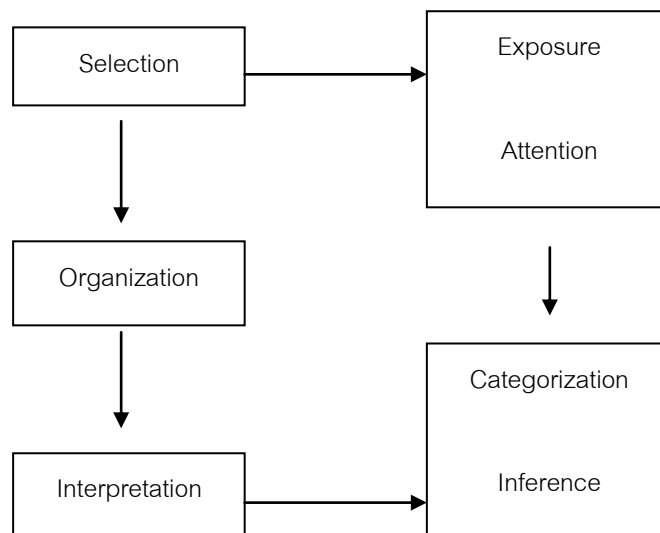 Selection
Exposure
Attention
Organization
Categorization
Interpretation
Inference